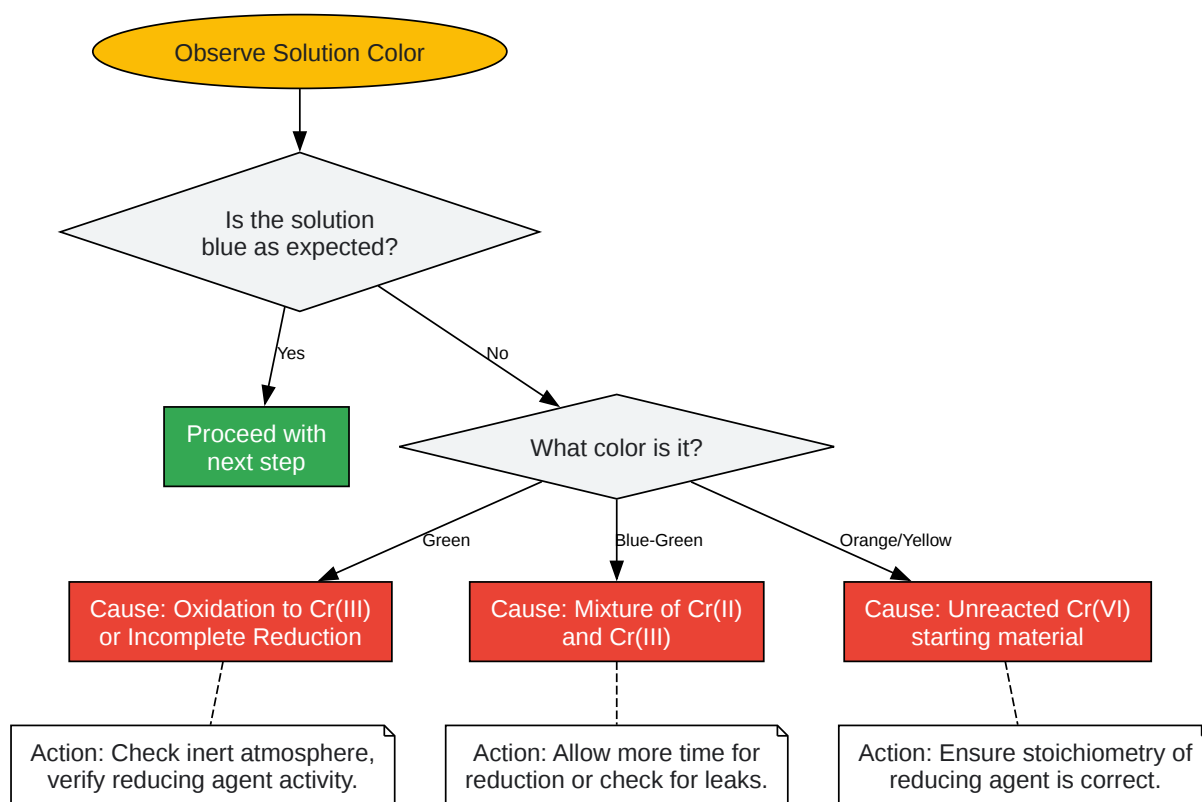 Observe Solution Color
Is the solution
blue as expected?
Yes
No
Proceed with
next step
What color is it?
Green
Blue-Green
Orange/Yellow
Cause: Oxidation to Cr(III)
or Incomplete Reduction
Cause: Mixture of Cr(II)
and Cr(III)
Cause: Unreacted Cr(VI)
starting material
Action: Check inert atmosphere,
verify reducing agent activity.
Action: Allow more time for
reduction or check for leaks.
Action: Ensure stoichiometry of
reducing agent is correct.